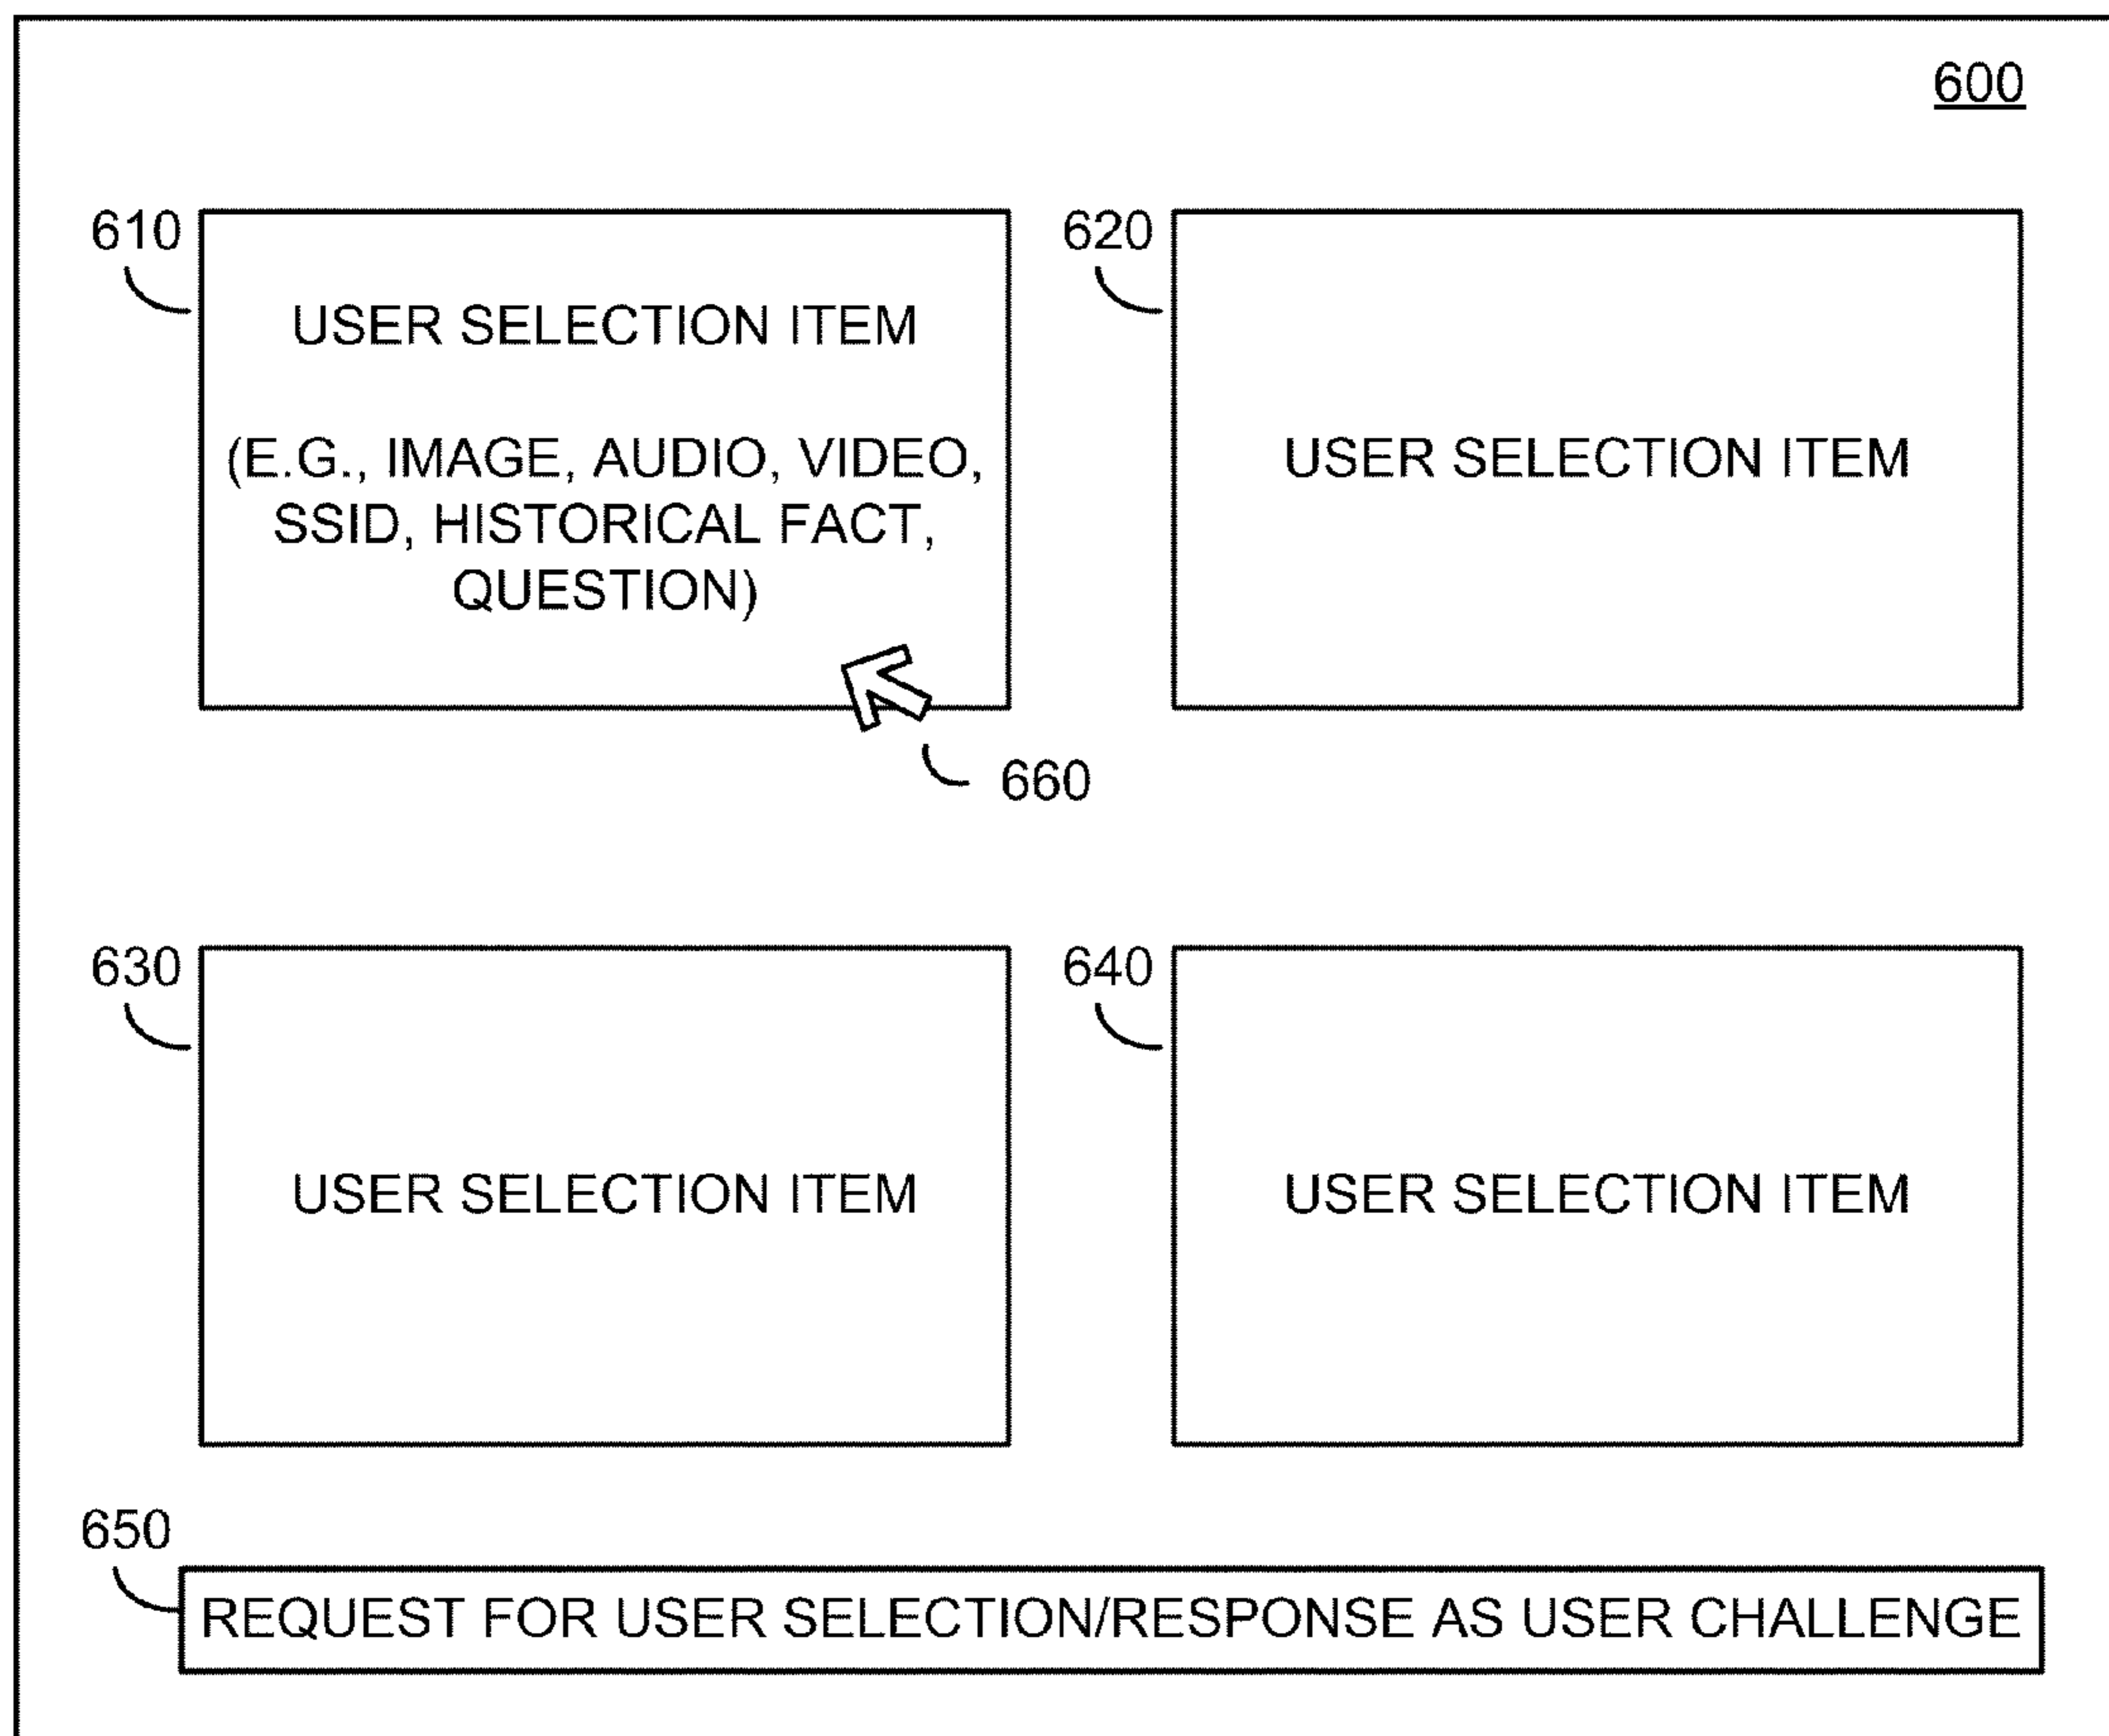 600
610
USER SELECTION ITEM
(E.G., IMAGE, AUDIO, VIDEO,
SSID, HISTORICAL FACT,
QUESTION)
620
USER SELECTION ITEM
660
630
USER SELECTION ITEM
640
USER SELECTION ITEM
650
REQUEST FOR USER SELECTION/RESPONSE AS USER CHALLENGE